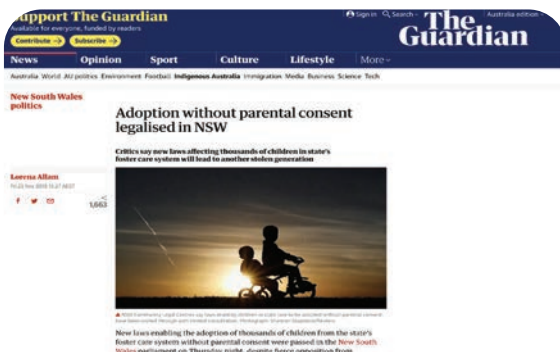 Support The Guardian
Available for everyone, funded by readers
Contribute →
Subscribe →
Sign in
Search
Australia edition
The Guardian
News
Opinion
Sport
Culture
Lifestyle
More
Australia World AU politics Environment Football Indigenous Australia Immigration Media Business Science Tech
New South Wales
politics
Adoption without parental consent
legalised in NSW
Critics say new laws affecting thousands of children in state's
foster care system will lead to another stolen generation
Lorena Allam
1,663
New laws enabling the adoption of thousands of children from the state's
foster care system without parental consent were passed in the New South
Wales parliament on Thursday night, despite fierce opposition from